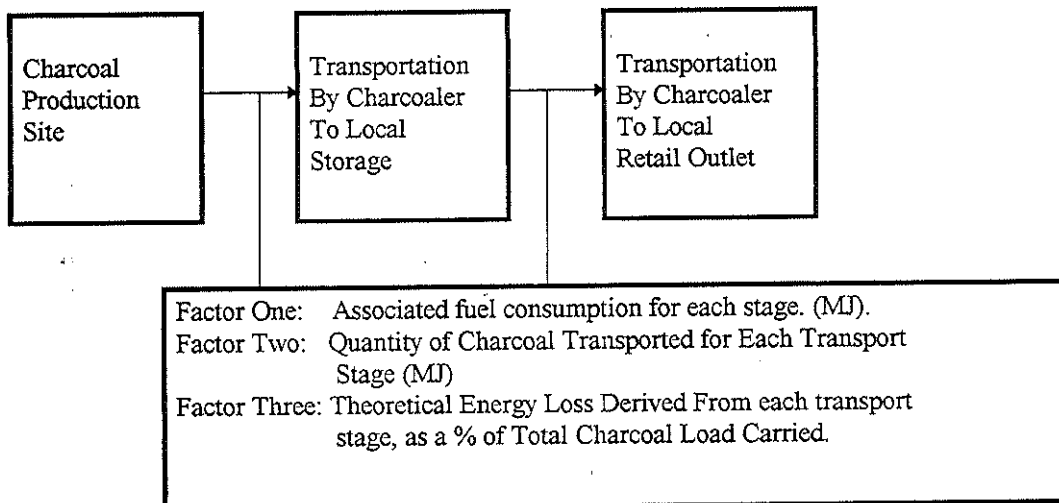 Charcoal
Production
Site
Transportation
By Charcoaler
To Local
Storage
Transportation
By Charcoaler
To Local
Retail Outlet
Factor One: Associated fuel consumption for each stage. (MJ).
Factor Two: Quantity of Charcoal Transported for Each Transport
Stage (MJ)
Factor Three: Theoretical Energy Loss Derived From each transport
stage, as a % of Total Charcoal Load Carried.